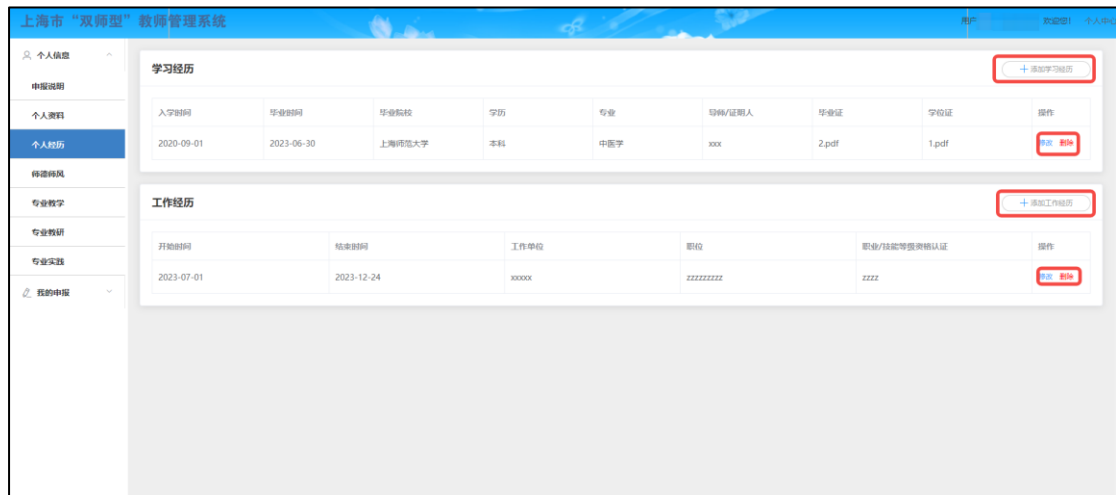 上海市“双师型”教师管理系统
用户 欢迎您! 个人中心
个人信息
申报说明
个人资料
个人经历
师德师风
专业教学
专业教研
专业实践
我的申报
学习经历
添加学习经历
入学时间 毕业时间 毕业院校 学历 专业 导师/证明人 毕业证 学位证 操作
2020-09-01 2023-06-30 上海师范大学 本科 中医学 xxx 2.pdf 1.pdf 修改 删除
工作经历
添加工作经历
开始时间 结束时间 工作单位 职位 职业/技能等级资格认证 操作
2023-07-01 2023-12-24 xxxxx zzzzzzzzz zzzz 修改 删除